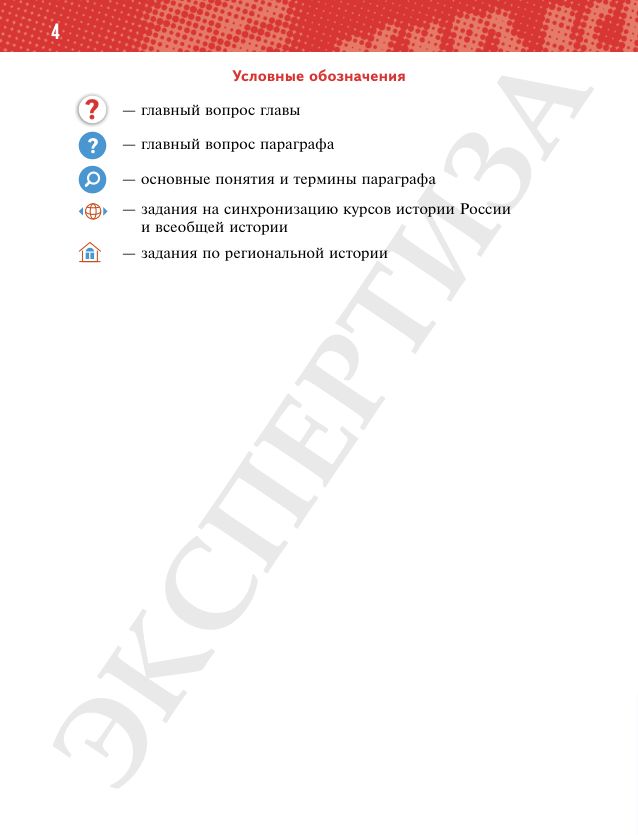 4
Условные обозначения
? — главный вопрос главы
? — главный вопрос параграфа
— основные понятия и термины параграфа
— задания на синхронизацию курсов истории России
и всеобщей истории
— задания по региональной истории
ЭКСПЕРТИЗА